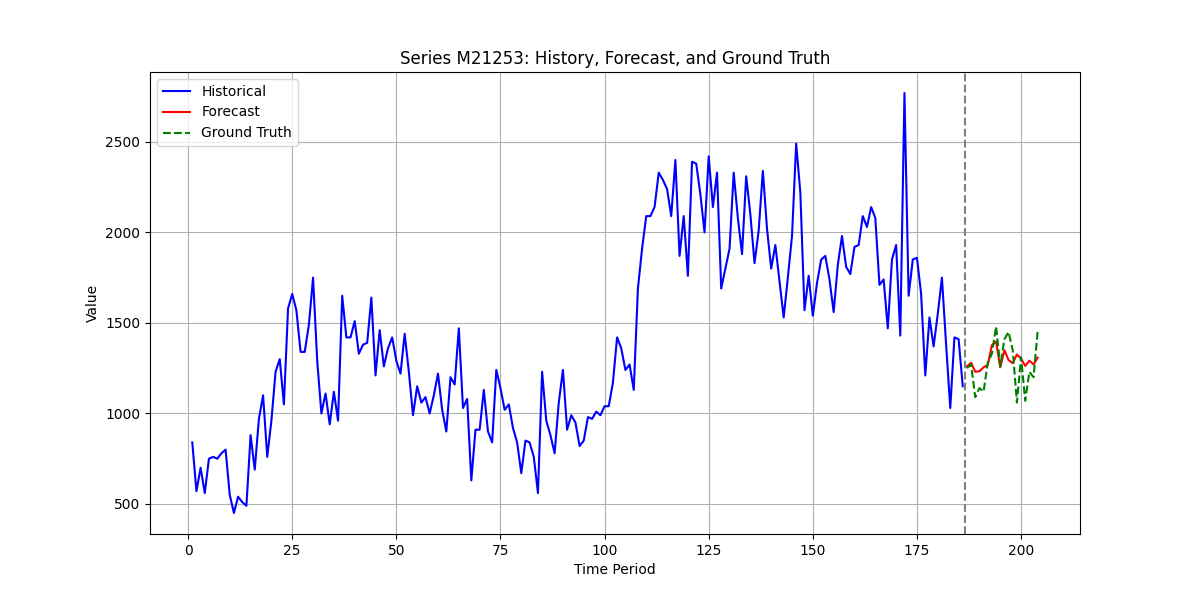 Series M21253: History, Forecast, and Ground Truth
Historical
Forecast
Ground Truth
Value
2500
2000
1500
1000
500
0 25 50 75 100 125 150 175 200
Time Period